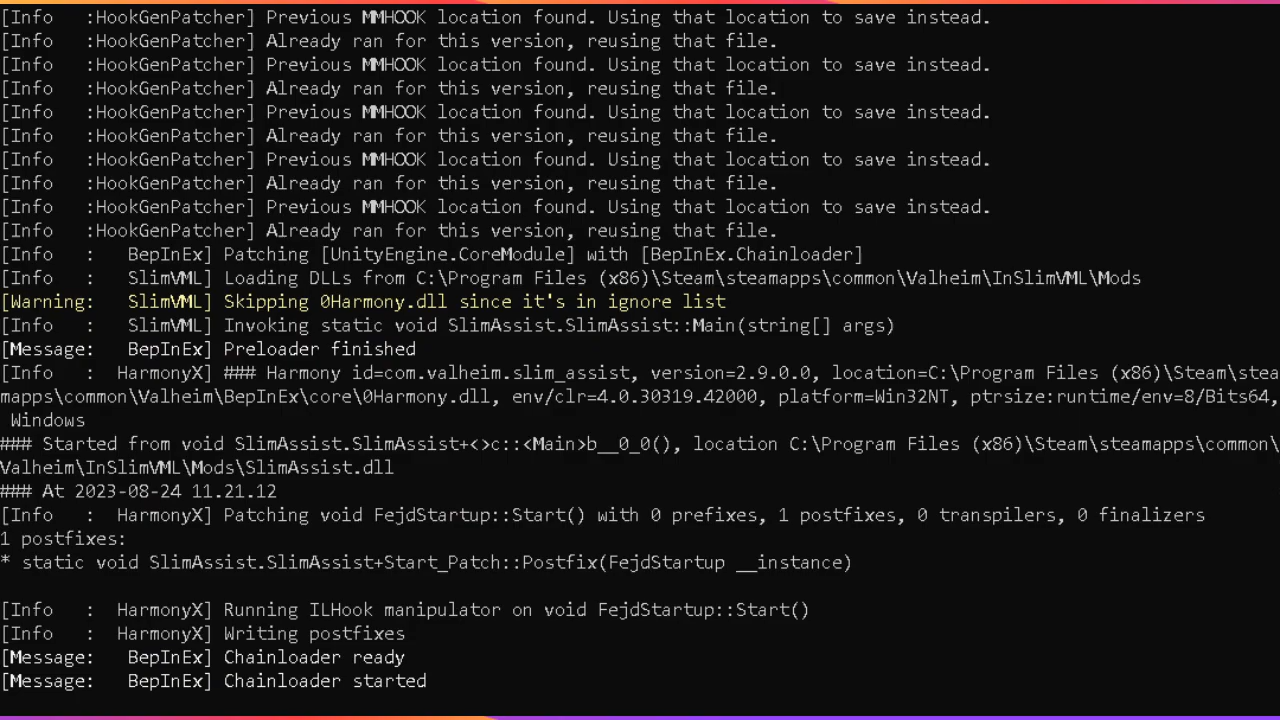 [Info   :HookGenPatcher] Previous MMHOOK location found. Using that location to save instead.
[Info   :HookGenPatcher] Already ran for this version, reusing that file.
[Info   :HookGenPatcher] Previous MMHOOK location found. Using that location to save instead.
[Info   :HookGenPatcher] Already ran for this version, reusing that file.
[Info   :HookGenPatcher] Previous MMHOOK location found. Using that location to save instead.
[Info   :HookGenPatcher] Already ran for this version, reusing that file.
[Info   :HookGenPatcher] Previous MMHOOK location found. Using that location to save instead.
[Info   :HookGenPatcher] Already ran for this version, reusing that file.
[Info   :HookGenPatcher] Previous MMHOOK location found. Using that location to save instead.
[Info   :HookGenPatcher] Already ran for this version, reusing that file.
[Info   :   BepInEx] Patching [UnityEngine.CoreModule] with [BepInEx.Chainloader]
[Info   :   SlimVML] Loading DLLs from C:\Program Files (x86)\Steam\steamapps\common\Valheim\InSlimVML\Mods
[Warning:   SlimVML] Skipping 0Harmony.dll since it's in ignore list
[Info   :   SlimVML] Invoking static void SlimAssist.SlimAssist::Main(string[] args)
[Message:   BepInEx] Preloader finished
[Info   :  HarmonyX] ### Harmony id=com.valheim.slim_assist, version=2.9.0.0, location=C:\Program Files (x86)\Steam\stea
mapps\common\Valheim\BepInEx\core\0Harmony.dll, env/clr=4.0.30319.42000, platform=Win32NT, ptrsize:runtime/env=8/Bits64,
 Windows
### Started from void SlimAssist.SlimAssist+<>c::<Main>b__0_0(), location C:\Program Files (x86)\Steam\steamapps\common\
Valheim\InSlimVML\Mods\SlimAssist.dll
### At 2023-08-24 11.21.12
[Info   :  HarmonyX] Patching void FejdStartup::Start() with 0 prefixes, 1 postfixes, 0 transpilers, 0 finalizers
1 postfixes:
* static void SlimAssist.SlimAssist+Start_Patch::Postfix(FejdStartup __instance)
[Info   :  HarmonyX] Running ILHook manipulator on void FejdStartup::Start()
[Info   :  HarmonyX] Writing postfixes
[Message:   BepInEx] Chainloader ready
[Message:   BepInEx] Chainloader started